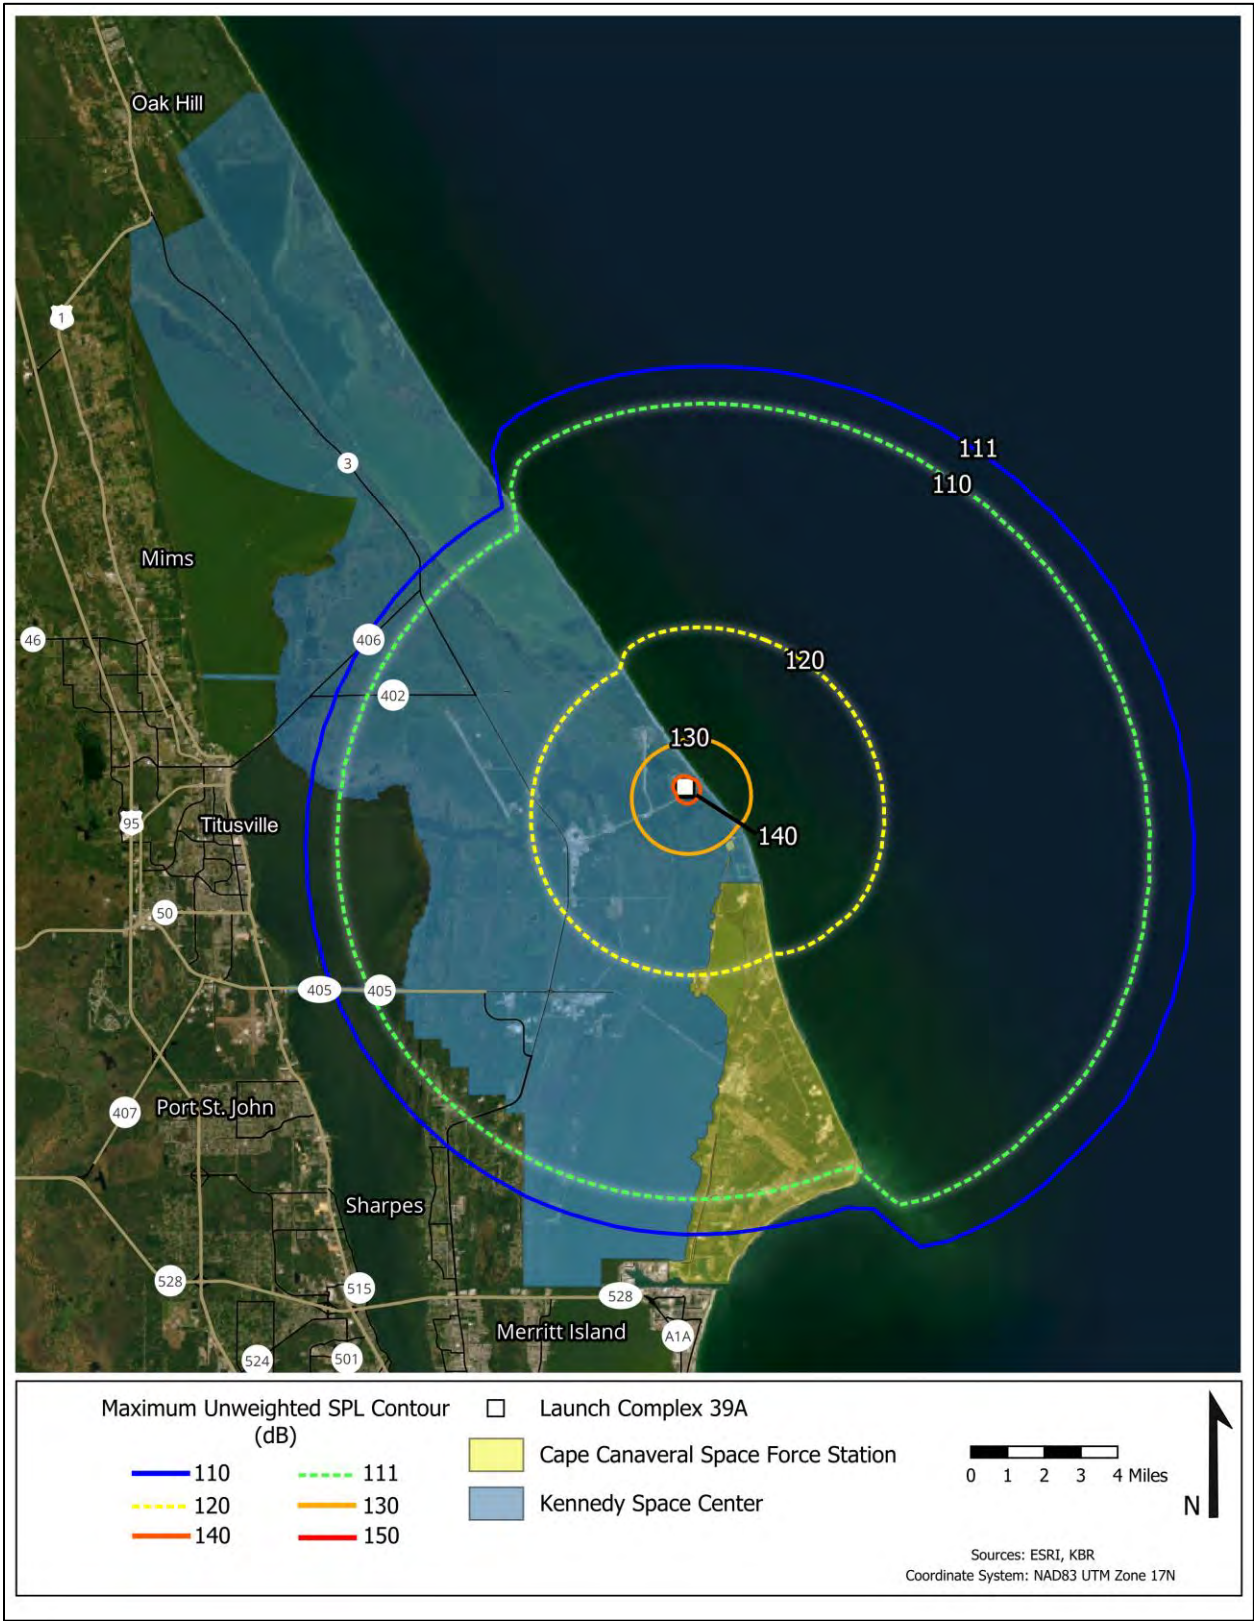 Oak Hill
1
3
111
110
Mims
46
406
120
402
130
95
Titusville
140
50
405
405
407
Port St. John
Sharpes
528
515
528
Merritt Island
A1A
524
501
Maximum Unweighted SPL Contour
(dB)
110
111
120
130
140
150
Launch Complex 39A
Cape Canaveral Space Force Station
Kennedy Space Center
0 1 2 3 4 Miles
N
Sources: ESRI, KBR
Coordinate System: NAD83 UTM Zone 17N